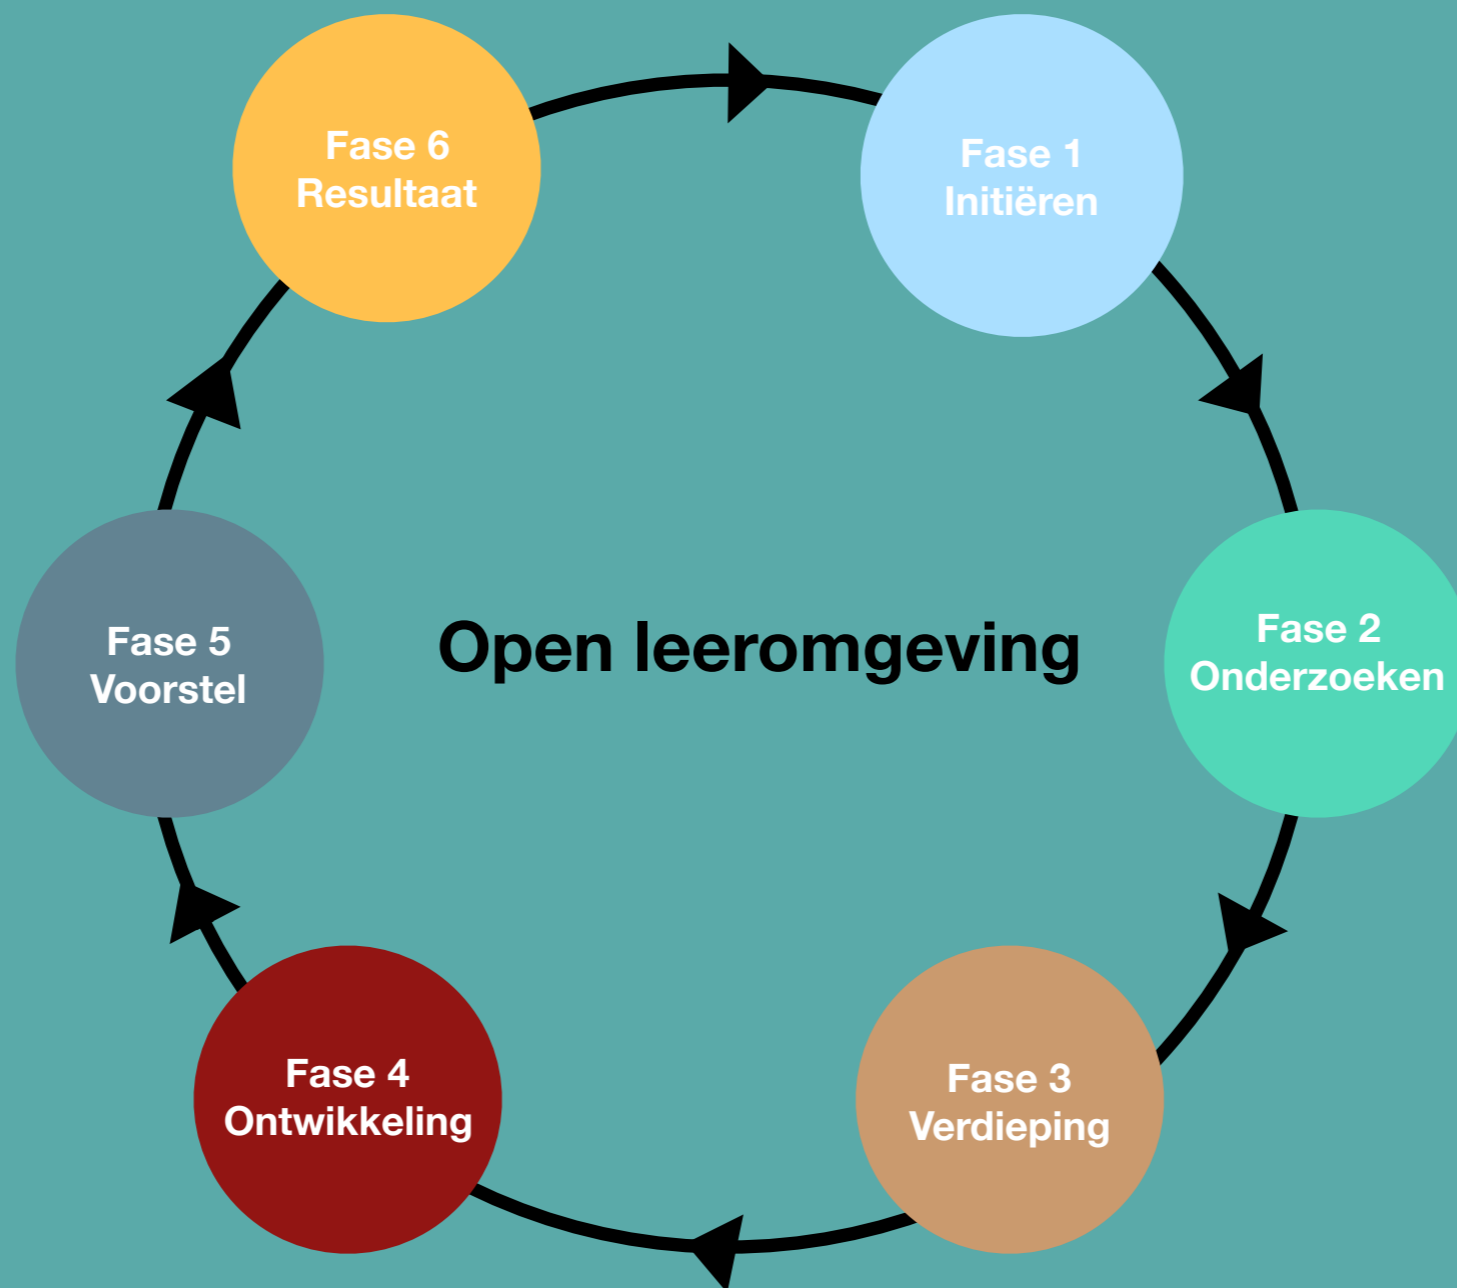 Fase 6
Resultaat
Fase 1
Initiëren
Fase 5
Voorstel
Open leeromgeving
Fase 2
Onderzoeken
Fase 4
Ontwikkeling
Fase 3
Verdieping